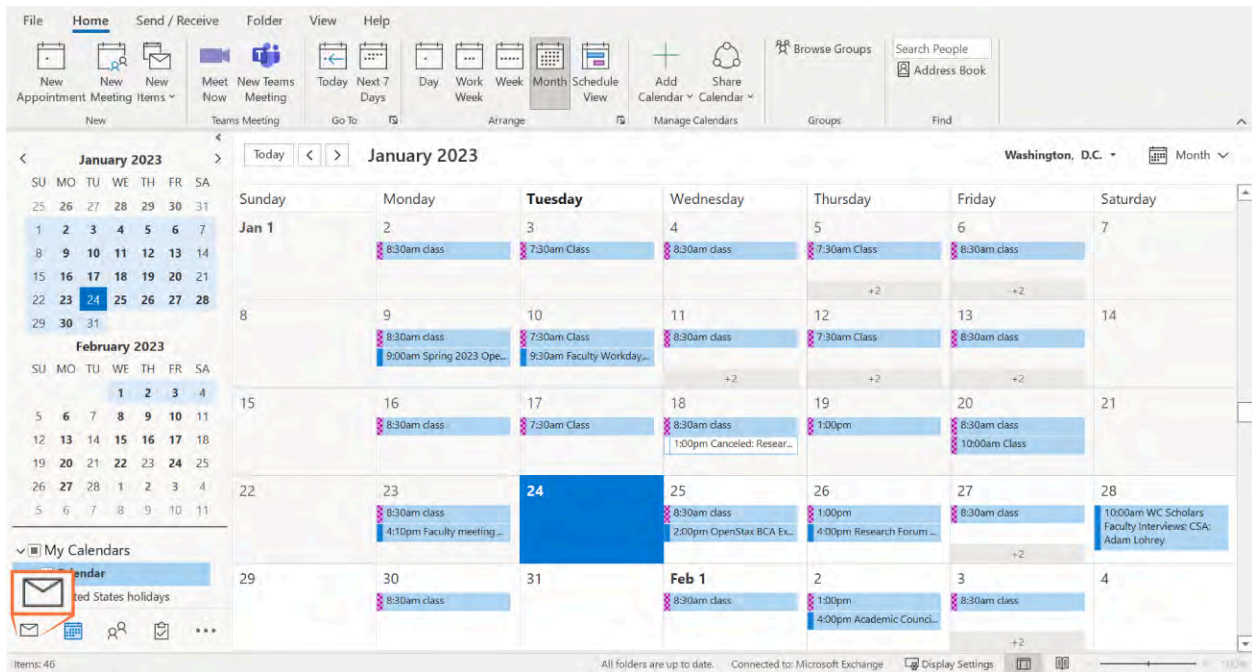 File Home Send / Receive Folder View Help
New Appointment
New Meeting
New Items
Meet Now
New Teams Meeting
Today
Next 7 Days
Day
Work Week
Week
Month
Schedule View
Add Calendar
Share Calendar
Browse Groups
Search People
Address Book
New Teams Meeting Go To Arrange Manage Calendars Groups Find
January 2023
SU MO TU WE TH FR SA
25 26 27 28 29 30 31
1 2 3 4 5 6 7
8 9 10 11 12 13 14
15 16 17 18 19 20 21
22 23 24 25 26 27 28
29 30 31
February 2023
SU MO TU WE TH FR SA
1 2 3 4
5 6 7 8 9 10 11
12 13 14 15 16 17 18
19 20 21 22 23 24 25
26 27 28 1 2 3 4
5 6 7 8 9 10 11
My Calendars
endar
ted States holidays
Today January 2023 Washington, D.C. Month
Sunday Monday Tuesday Wednesday Thursday Friday Saturday
Jan 1 2 3 4 5 6 7
8:30am class 7:30am Class 8:30am class 7:30am Class 8:30am class
+2 +2
8 9 10 11 12 13 14
8:30am class 7:30am Class 8:30am class 7:30am Class 8:30am class
9:00am Spring 2023 Ope... 9:30am Faculty Workday,...
+2 +2 +2
15 16 17 18 19 20 21
8:30am class 7:30am Class 8:30am class 1:00pm 8:30am class
1:00pm Canceled: Resear... 10:00am Class
22 23 24 25 26 27 28
8:30am class 8:30am class 1:00pm 8:30am class 10:00am WC Scholars
4:10pm Faculty meeting ... 2:00pm OpenStax BCA Ex... 4:00pm Research Forum ... Faculty Interviews; CSA;
Adam Lohrey
+2
29 30 31 Feb 1 2 3 4
8:30am class 8:30am class 1:00pm 8:30am class
4:00pm Academic Counci...
+2
Items: 46 All folders are up to date. Connected to: Microsoft Exchange Display Settings